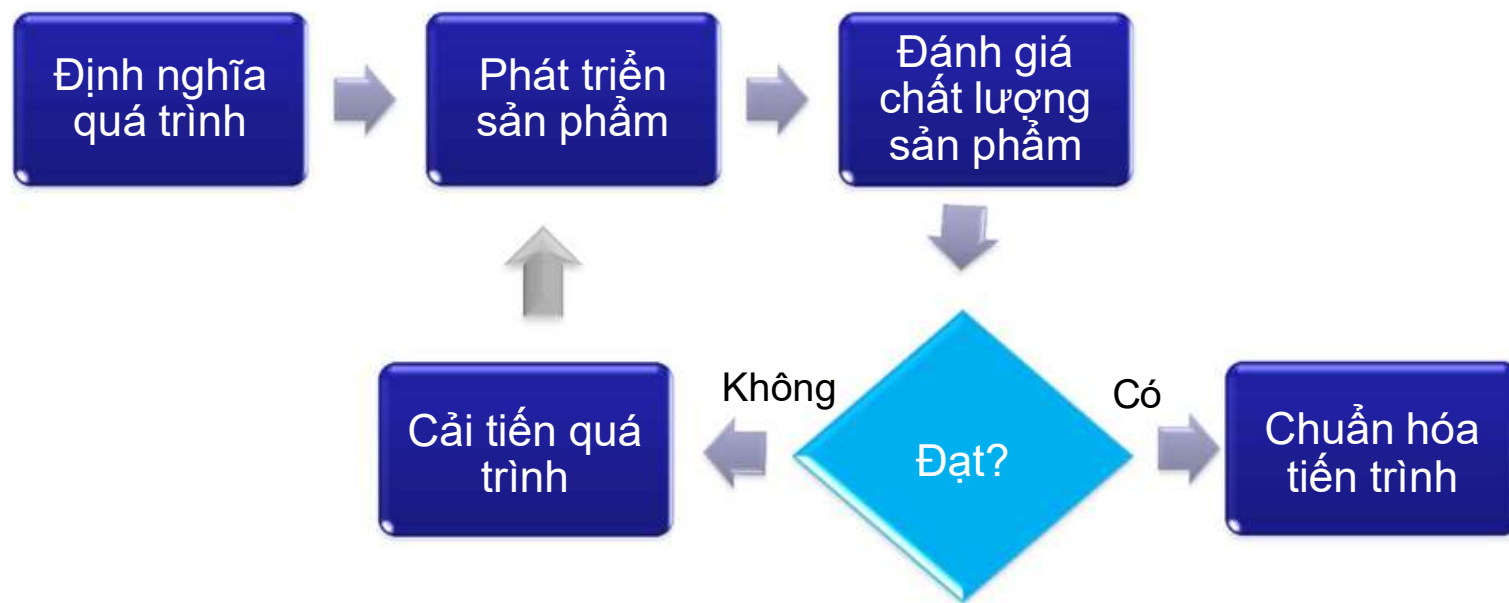 Định nghĩa
quá trình
Phát triển
sản phẩm
Đánh giá
chất lượng
sản phẩm
Không
Có
Cải tiến quá
trình
Đạt?
Chuẩn hóa
tiến trình